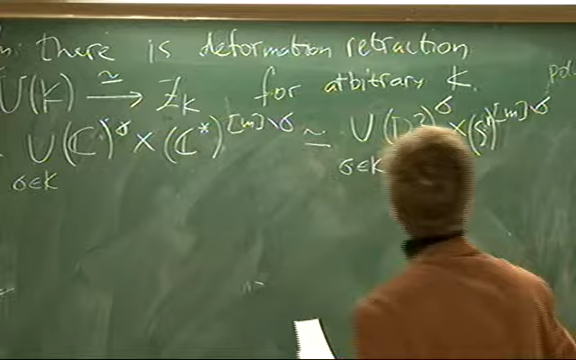 there is deformation retraction
U(K) ≃→ Z_K for arbitrary K.
∪ (ℂ)^σ × (ℂ*)^{[m]\σ} ≃ ∪ (D²)^σ × (S¹)^{[m]\σ}
σ∈K σ∈K